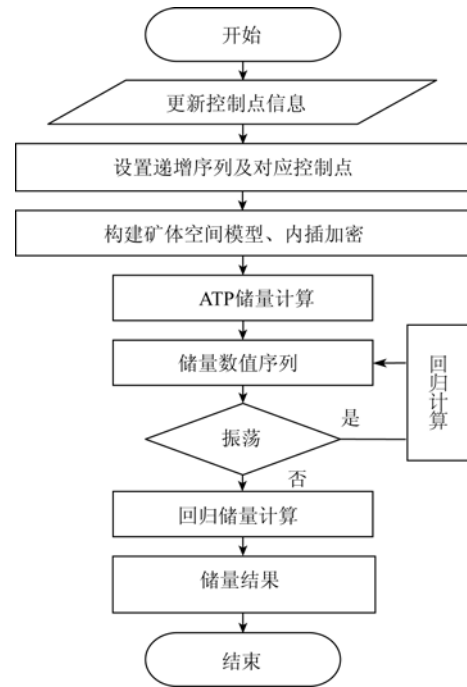 开始
更新控制点信息
设置递增序列及对应控制点
构建矿体空间模型、内插加密
ATP储量计算
储量数值序列
回归计算
振荡
是
否
回归储量计算
储量结果
结束